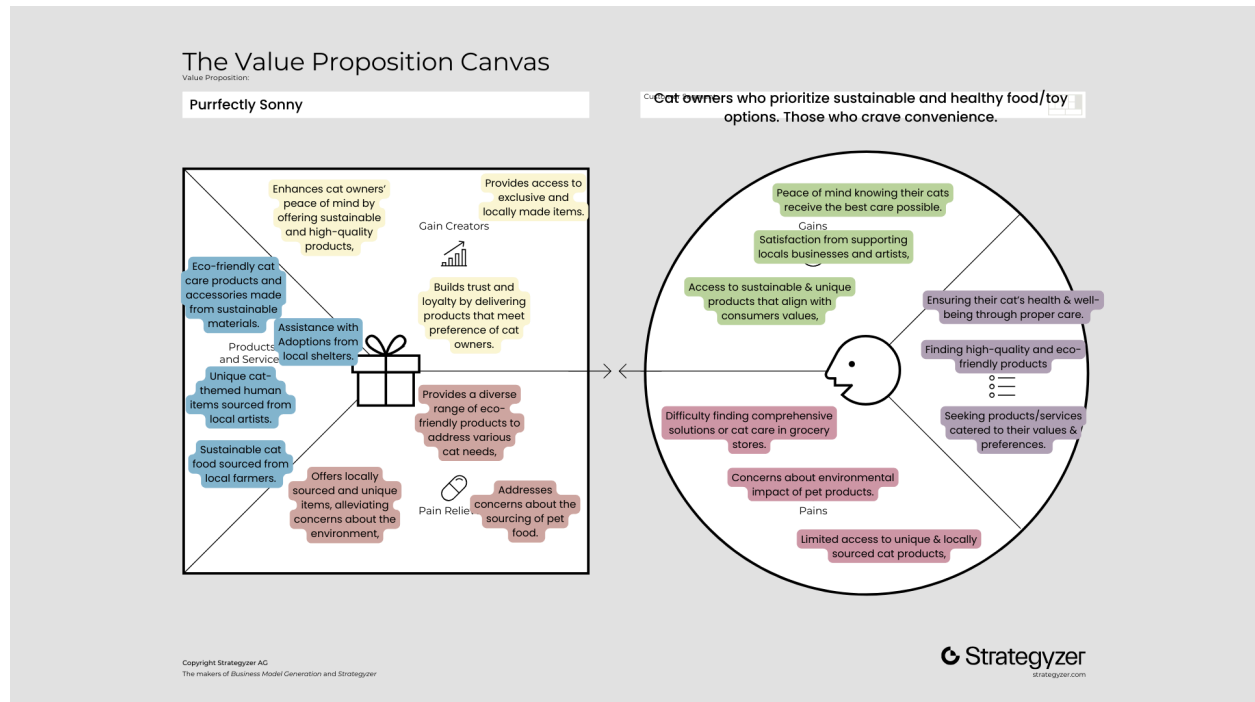 The Value Proposition Canvas
Value Proposition:
Purrfectly Sonny
Cat owners who prioritize sustainable and healthy food/toy
options. Those who crave convenience.
Enhances cat owners’
peace of mind by
offering sustainable
and high-quality
products,
Provides access to
exclusive and
locally made items.
Gain Creators
Builds trust and
loyalty by delivering
products that meet
preference of cat
owners.
Eco-friendly cat
care products and
accessories made
from sustainable
materials.
Assistance with
Adoptions from
local shelters.
Products
and Service
Unique cat-
themed human
items sourced from
local artists.
Sustainable cat
food sourced from
local farmers.
Provides a diverse
range of eco-
friendly products to
address various
cat needs,
Offers locally
sourced and unique
items, alleviating
concerns about the
environment,
Pain Relie
Addresses
concerns about the
sourcing of pet
food.
Peace of mind knowing their cats
receive the best care possible.
Gains
Satisfaction from supporting
locals businesses and artists,
Access to sustainable & unique
products that align with
consumers values,
Ensuring their cat’s health & well-
being through proper care.
Finding high-quality and eco-
friendly products
Seeking products/services
catered to their values &
preferences.
Difficulty finding comprehensive
solutions or cat care in grocery
stores.
Concerns about environmental
impact of pet products.
Pains
Limited access to unique & locally
sourced cat products,
Copyright Strategyzer AG
The makers of Business Model Generation and Strategyzer
Strategyzer
strategyzer.com